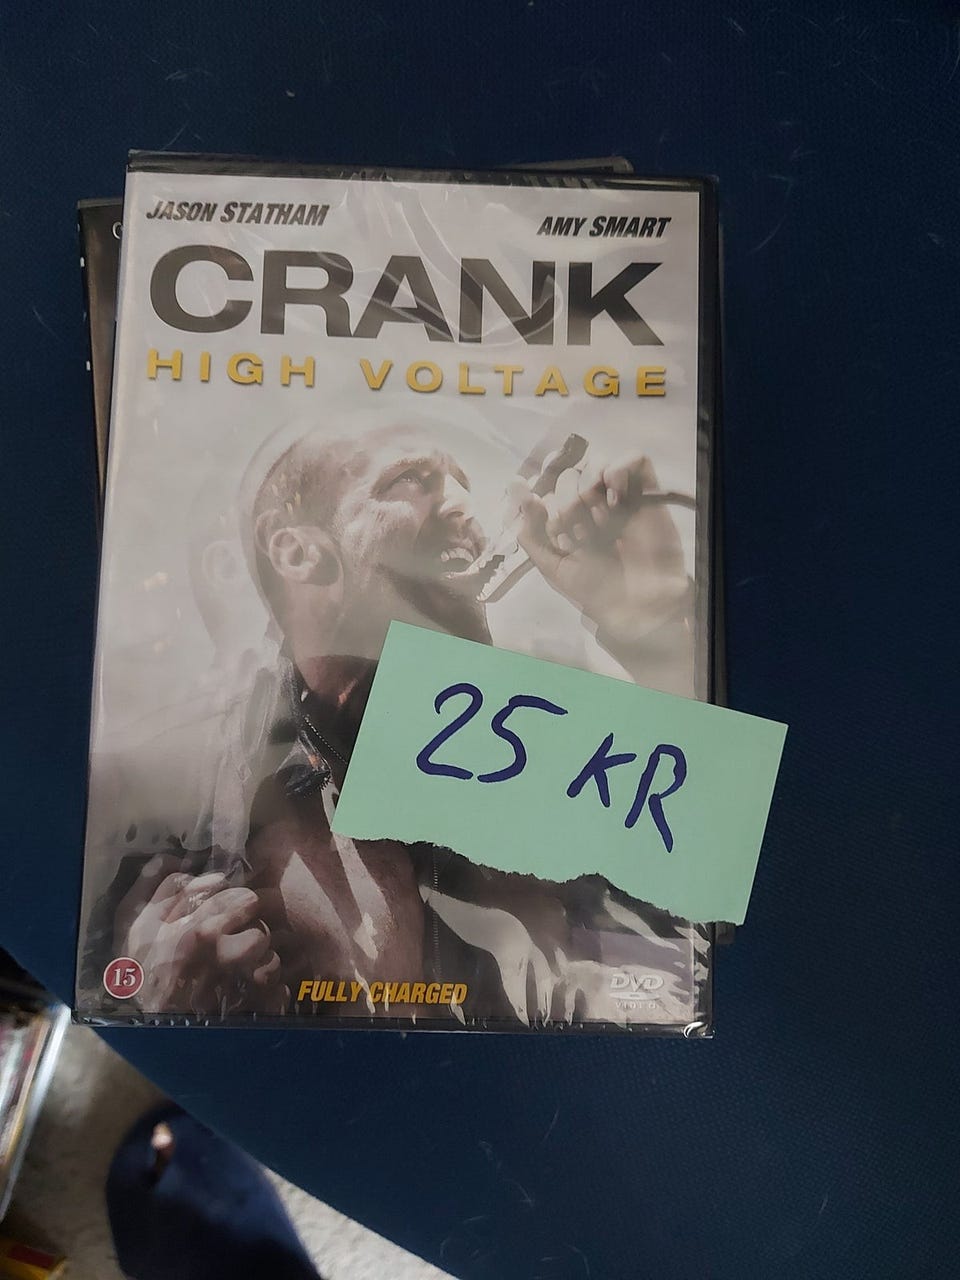 JASON STATHAM
AMY SMART
CRANK
HIGH VOLTAGE
25 KR
15
FULLY CHARGED
DVD
VIDEO